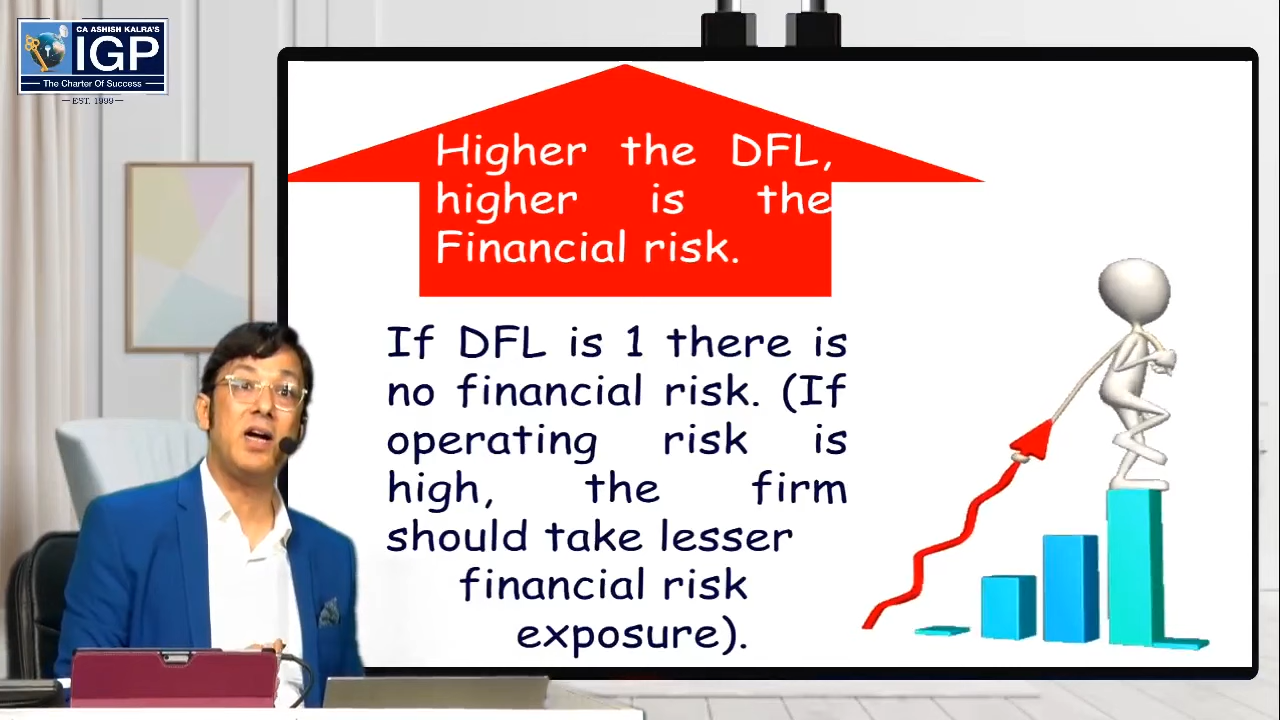 CA ASHISH KALRA'S
IGP
The Charter Of Success
EST. 1999
Higher the DFL,
higher is the
Financial risk.
If DFL is 1 there is
no financial risk. (If
operating risk is
high, the firm
should take lesser
financial risk
exposure).